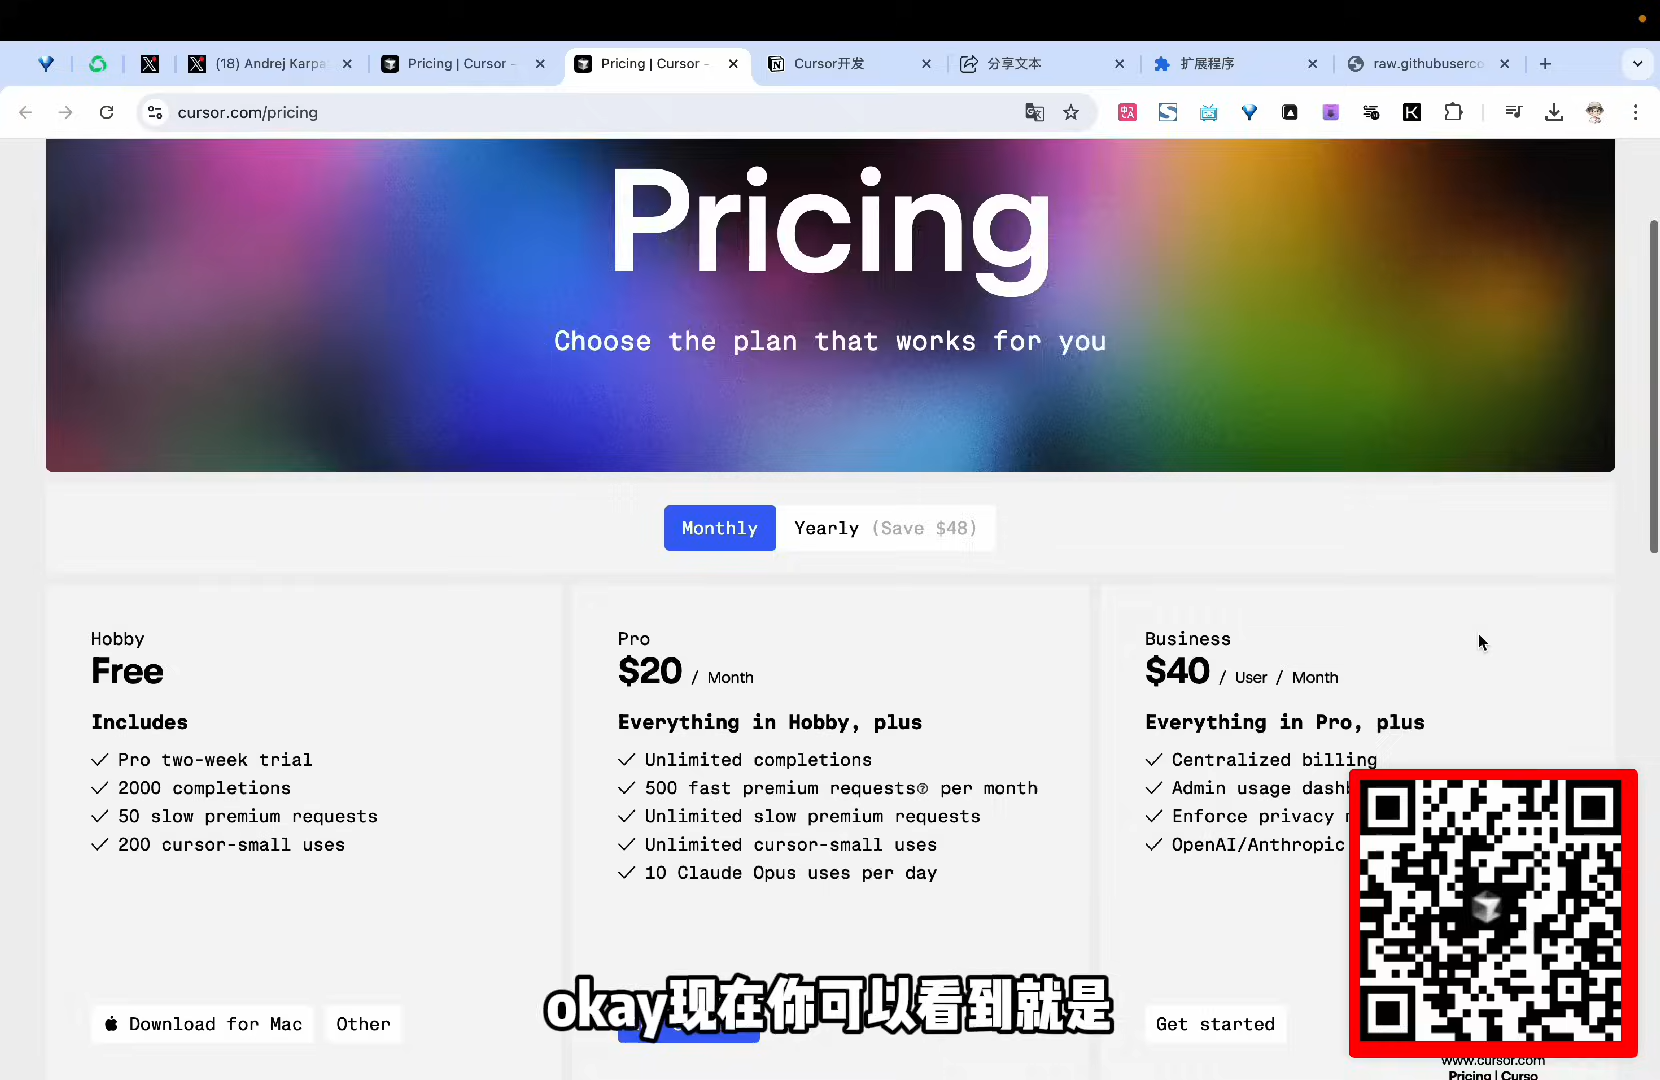 (18) Andrej Karpa
Pricing | Cursor -
Pricing | Cursor -
Cursor开发
分享文本
扩展程序
raw.githubuserco
cursor.com/pricing
Pricing
Choose the plan that works for you
Monthly
Yearly (Save $48)
Hobby
Free
Includes
Pro two-week trial
2000 completions
50 slow premium requests
200 cursor-small uses
Download for Mac
Other
Pro
$20 / Month
Everything in Hobby, plus
Unlimited completions
500 fast premium requests? per month
Unlimited slow premium requests
Unlimited cursor-small uses
10 Claude Opus uses per day
Business
$40 / User / Month
Everything in Pro, plus
Centralized billing
Admin usage dashb
Enforce privacy
OpenAI/Anthropic
Get started
okay现在你可以看到就是
www.cursor.com
Pricing | Curso